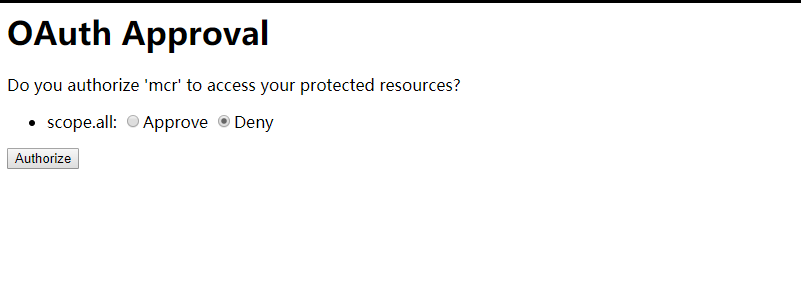 OAuth Approval
Do you authorize 'mcr' to access your protected resources?
scope.all: Approve Deny
Authorize